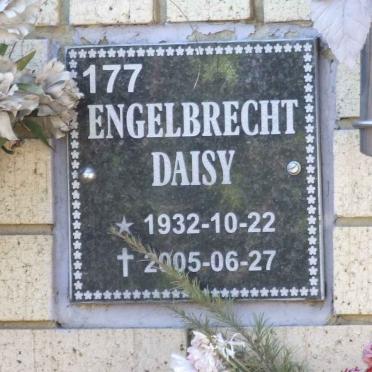 177
ENGELBRECHT
DAISY
1932-10-22
2005-06-27